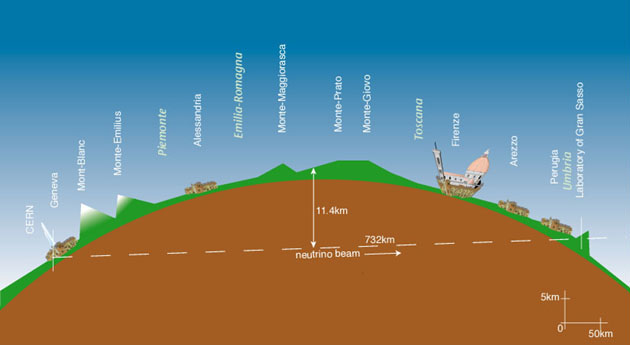 CERN
Geneva
Mont-Blanc
Monte-Emilius
Piemonte
Alessandria
Emilia-Romagna
Monte-Maggiorasca
Monte-Prato
Monte-Giovo
Toscana
Firenze
Arezzo
Perugia
Umbria
Laboratory of Gran Sasso
11.4km
732km
neutrino beam
5km
0
50km